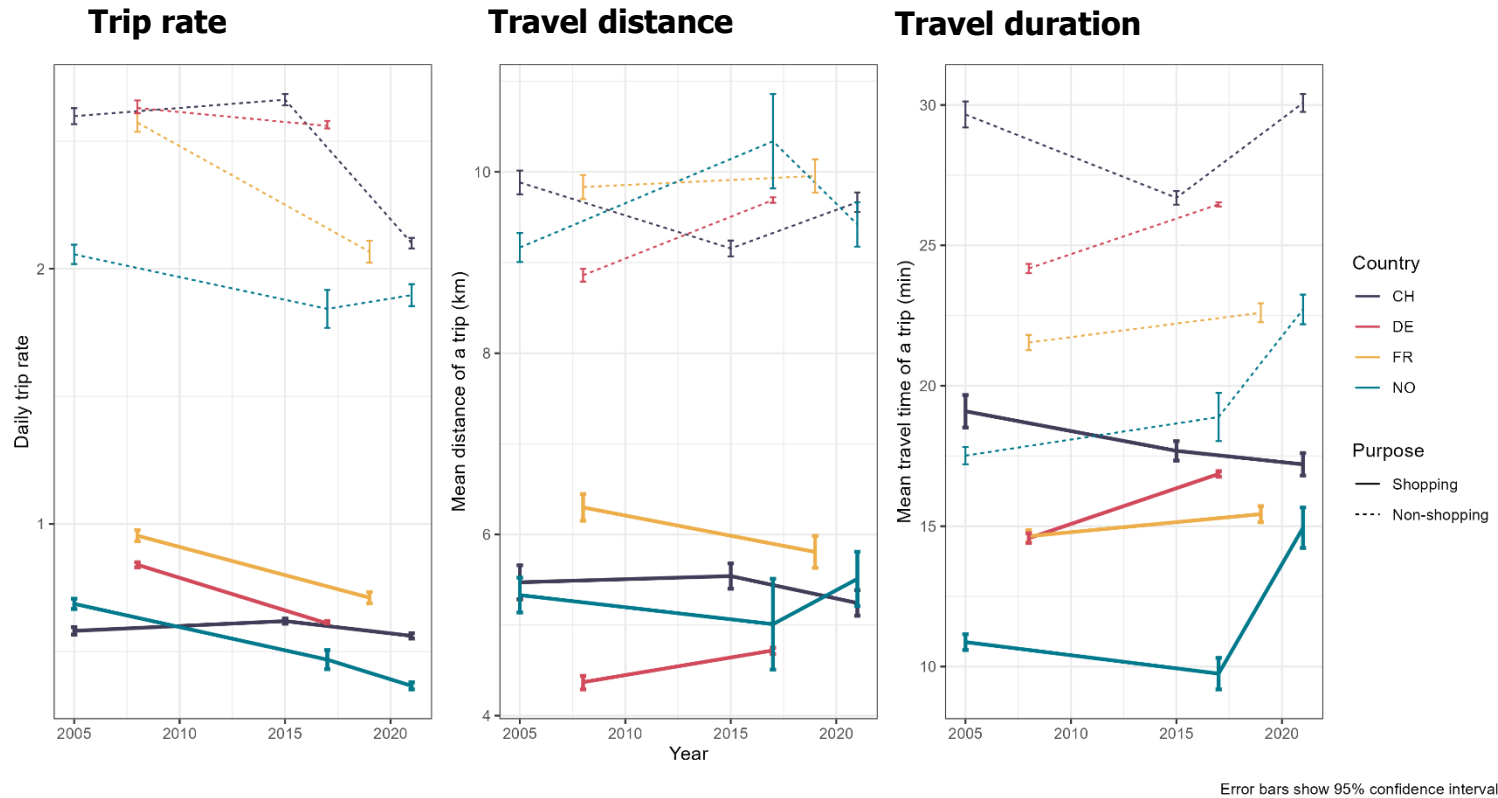 Trip rate
Travel distance
Travel duration
Daily trip rate
2
1
2005
2010
2015
2020
Mean distance of a trip (km)
10
8
6
4
2005
2010
2015
2020
Year
Mean travel time of a trip (min)
30
25
20
15
10
2005
2010
2015
2020
Country
CH
DE
FR
NO
Purpose
Shopping
Non-shopping
Error bars show 95% confidence interval